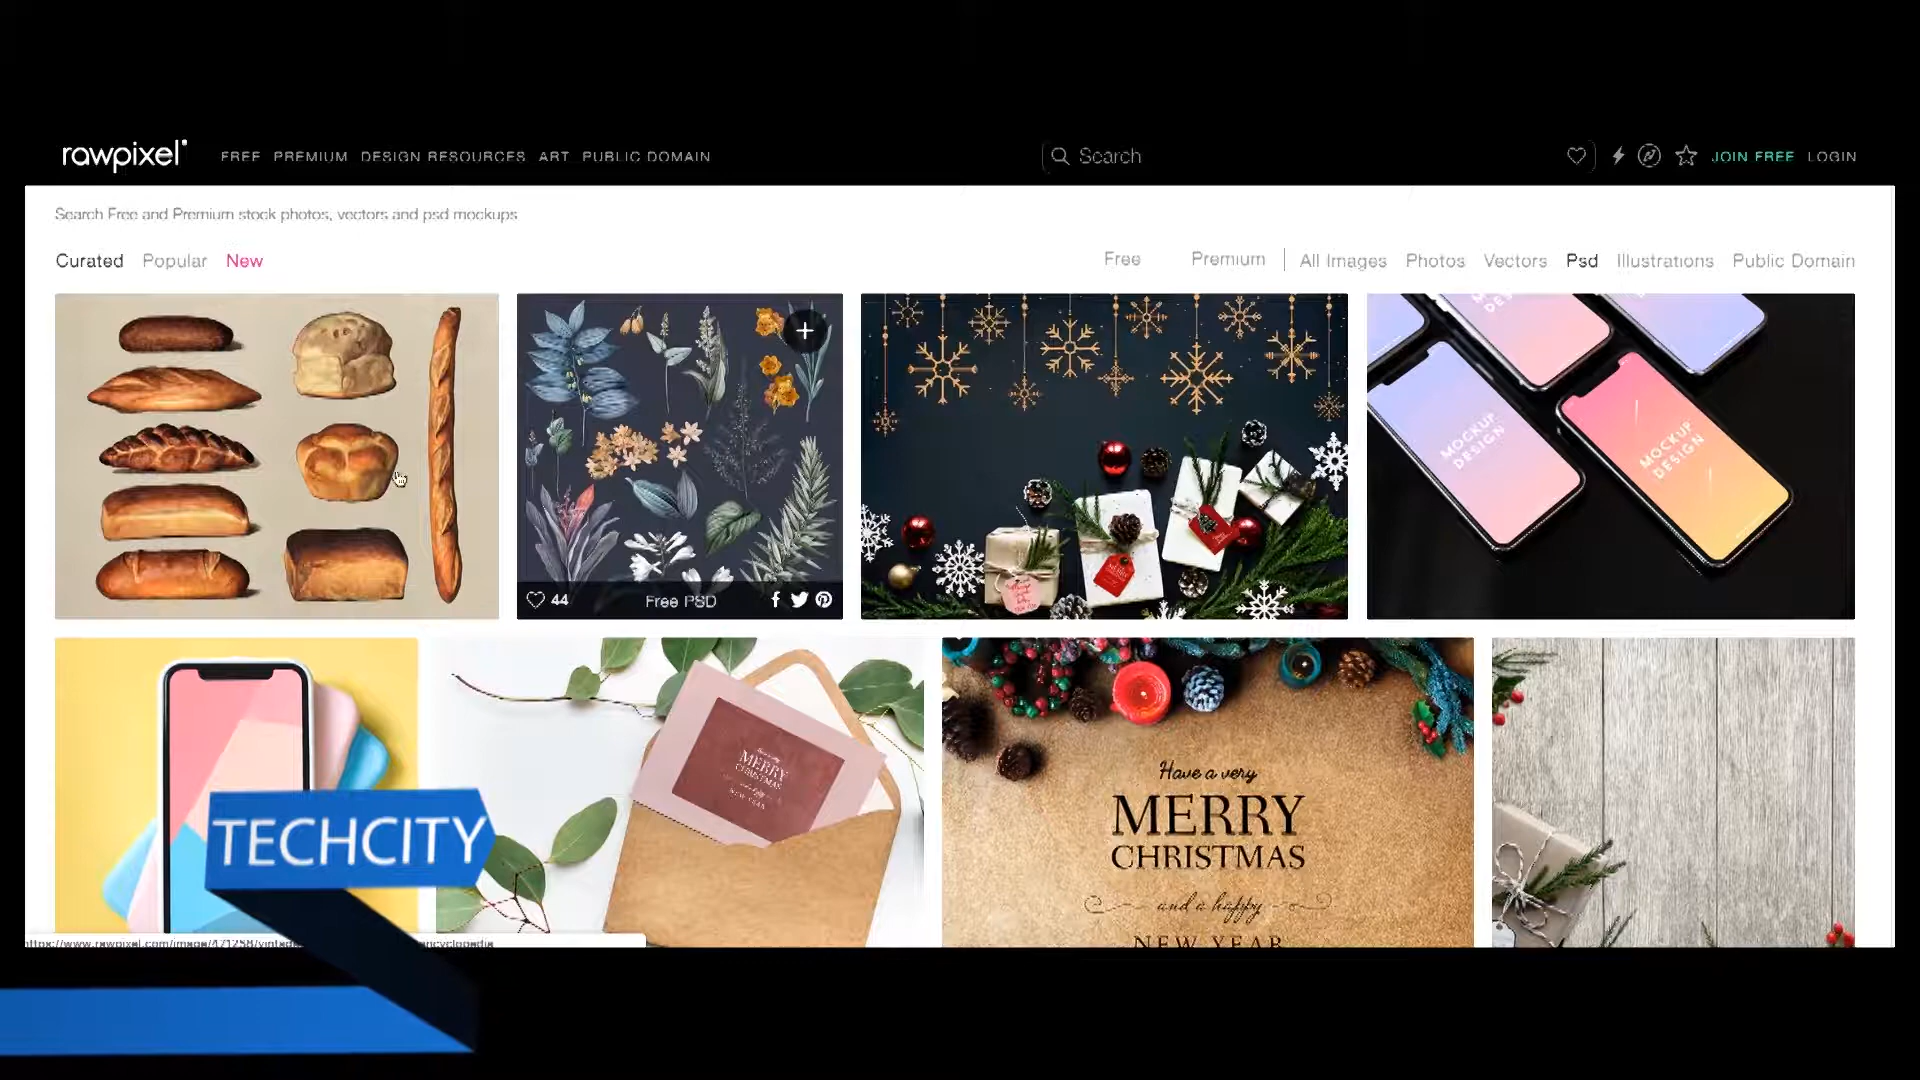 rawpixel
FREE PREMIUM DESIGN RESOURCES ART PUBLIC DOMAIN
Search
JOIN FREE LOGIN
Search Free and Premium stock photos, vectors and psd mockups
Curated Popular New
Free Premium All Images Photos Vectors Psd Illustrations Public Domain
44
Free PSD
MOCKUP
DESIGN
MOCKUP
DESIGN
MERRY
CHRISTMAS
NEW YEAR
Have a very
MERRY
CHRISTMAS
and a happy
NEW YEAR
TECHCITY